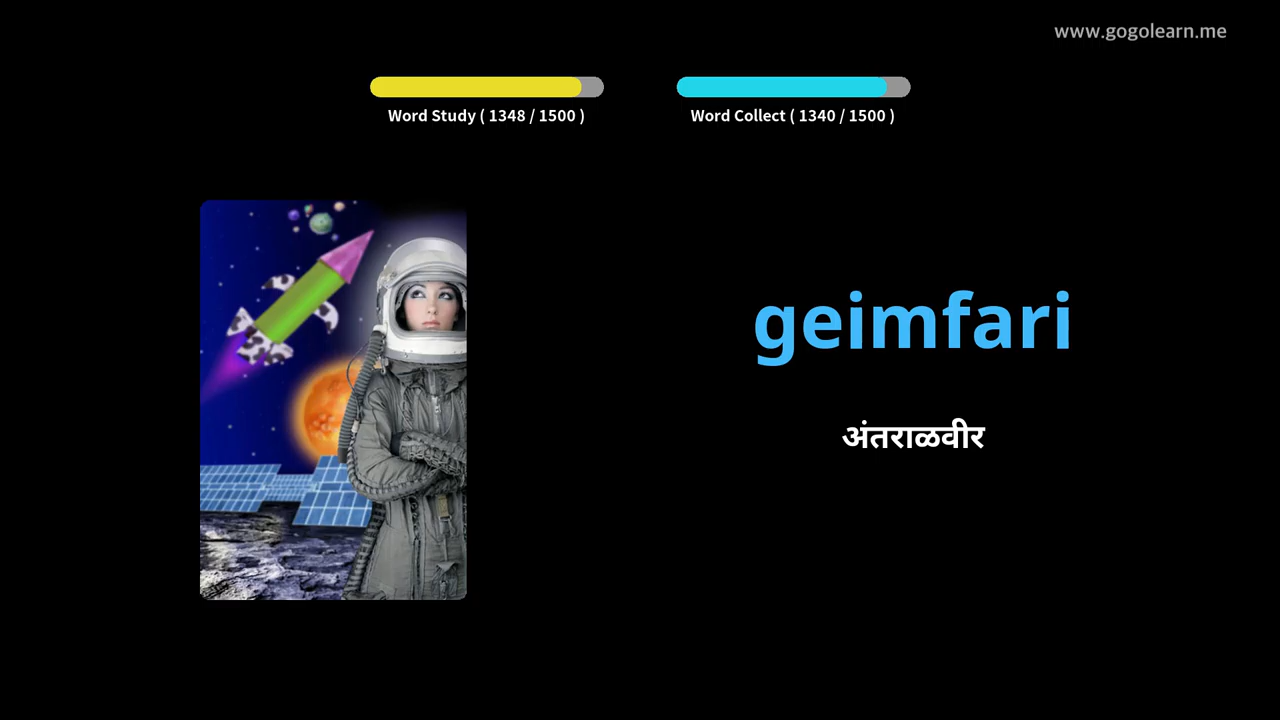 www.gogolearn.me
Word Study ( 1348 / 1500 )
Word Collect ( 1340 / 1500 )
geimfari
अंतराळवीर